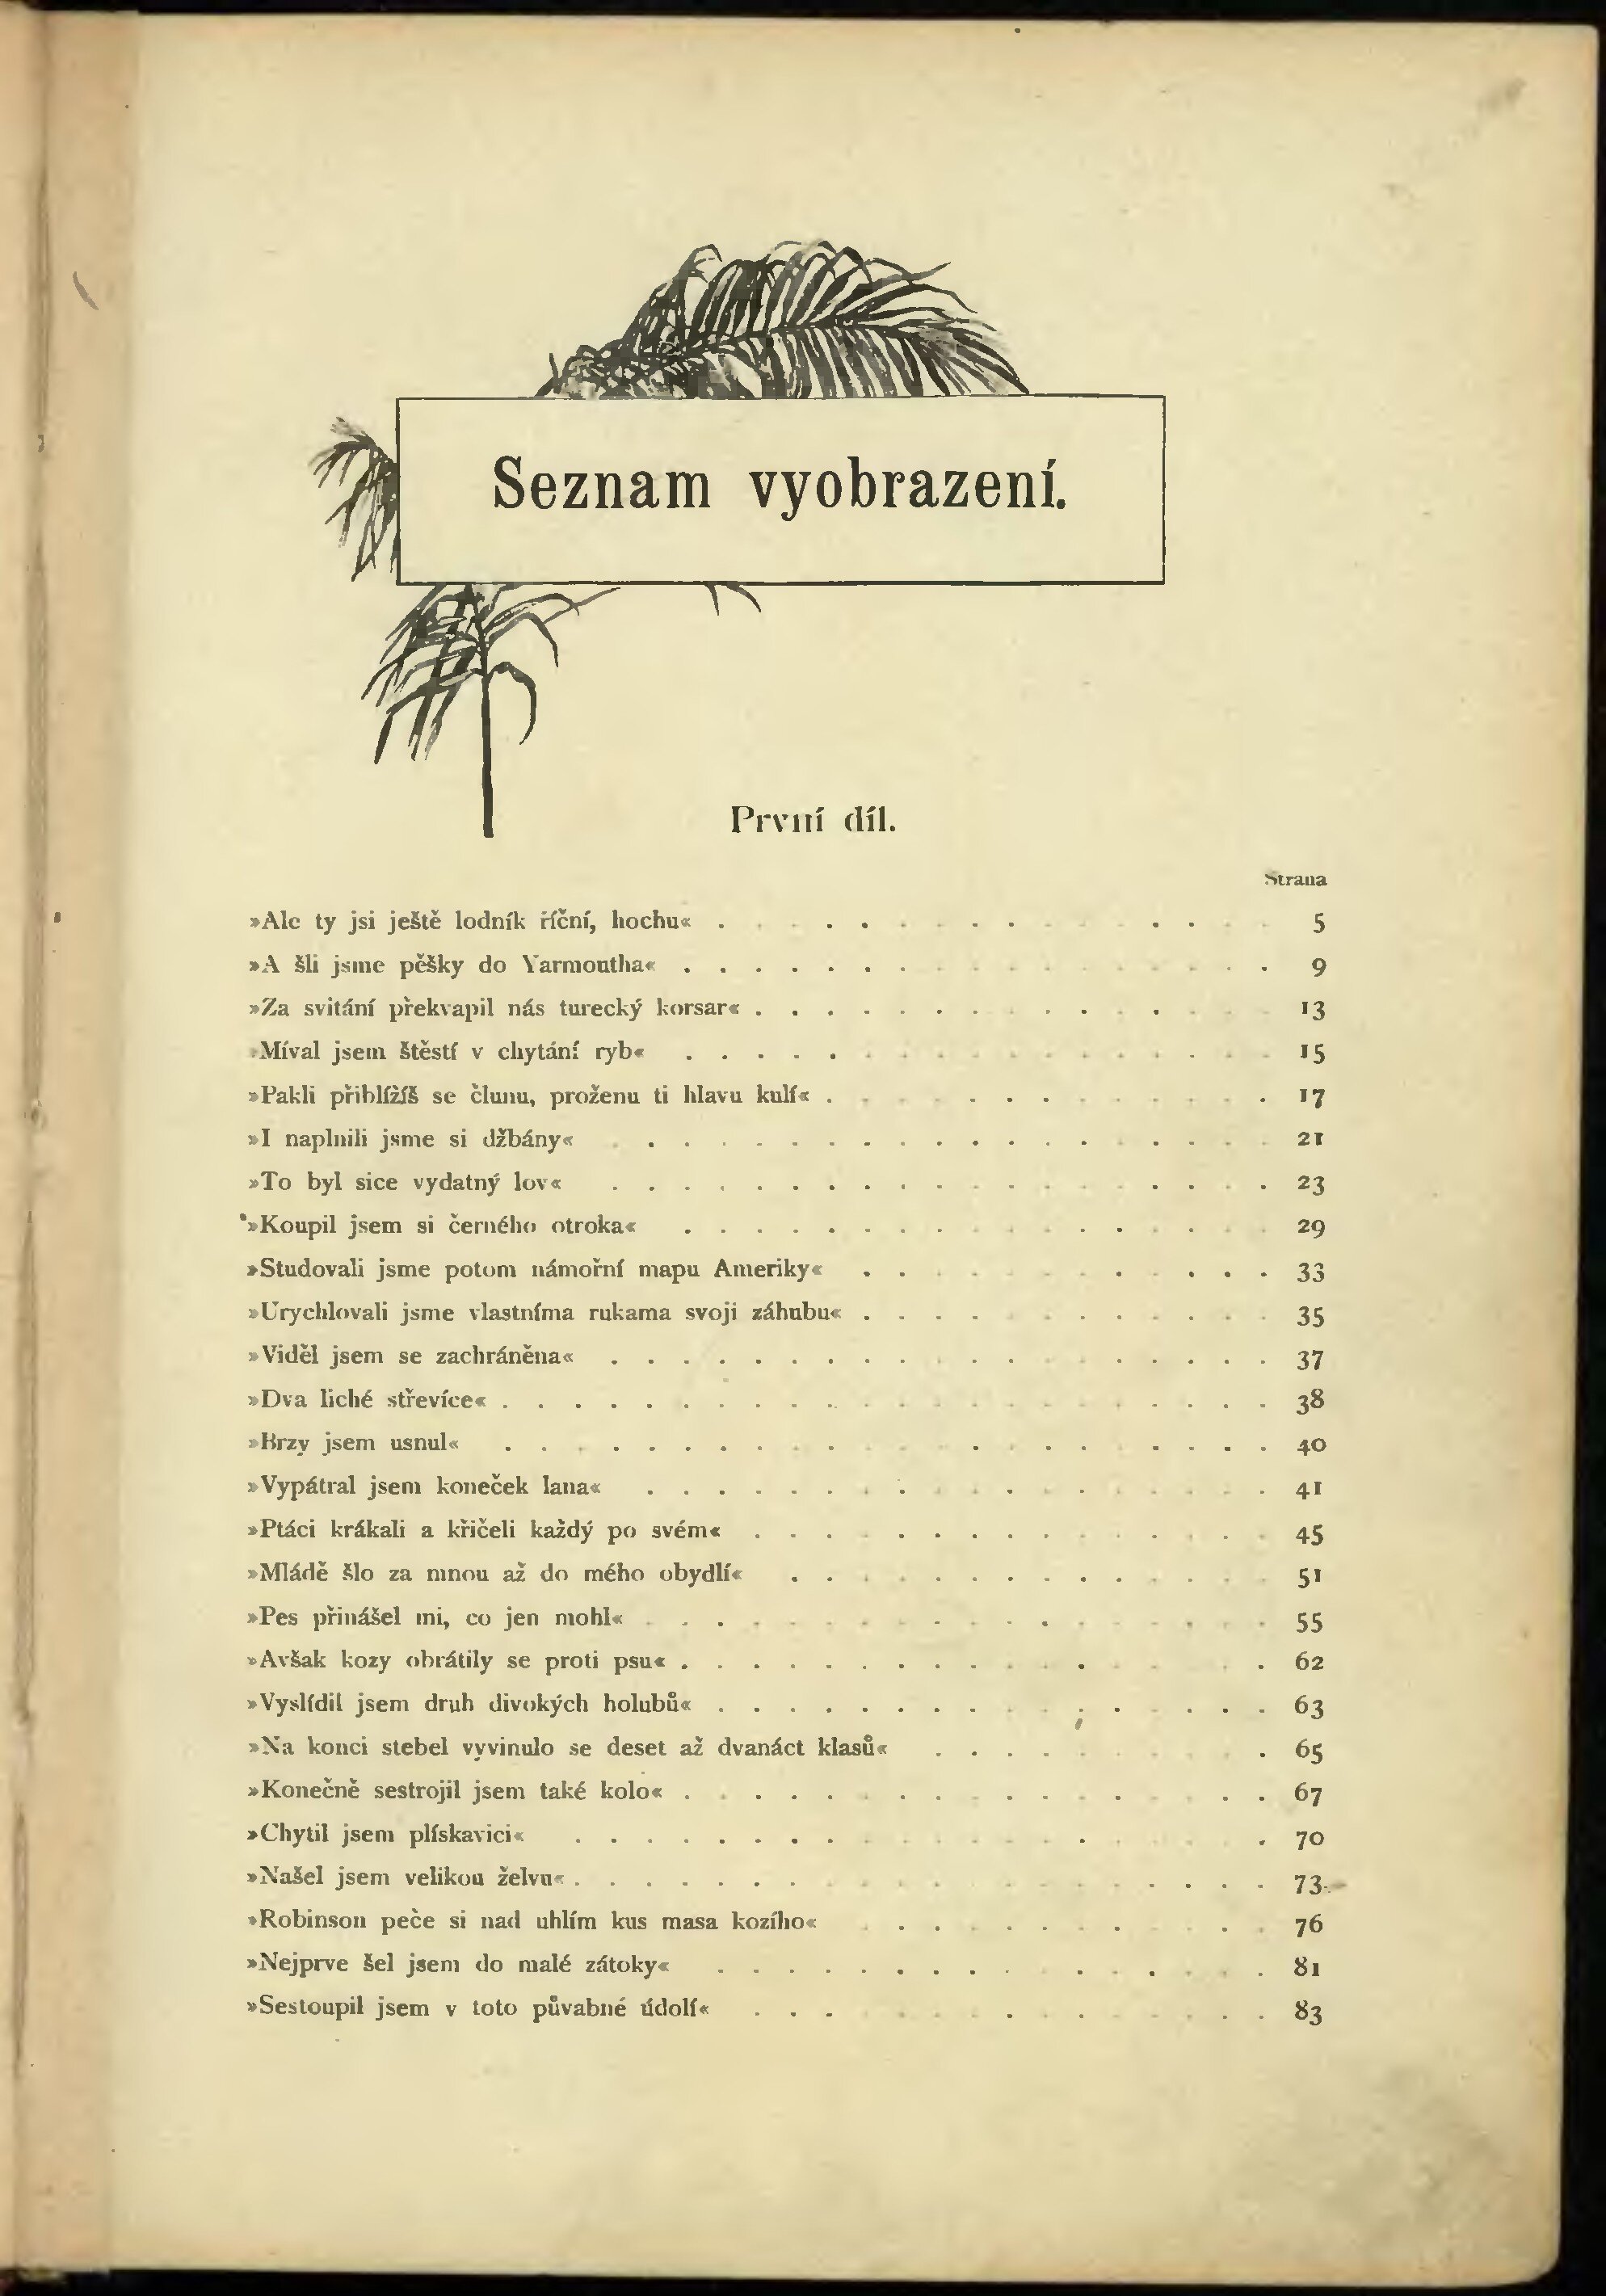 Seznam vyobrazení.
První díl.
Strana
»Ale ty jsi ještě lodník říční, hochu« . . . . . . . . . . . . . . . . 5
»A šli jsme pěšky do Yarmoutha« . . . . . . . . . . . . . . . . . 9
»Za svitání překvapil nás turecký korsar« . . . . . . . . . . . . . . . 13
»Míval jsem štěstí v chytání ryb« . . . . . . . . . . . . . . . . . 15
»Pakli přiblížíš se člunu, proženu ti hlavu kulí« . . . . . . . . . . . . . 17
»I naplnili jsme si džbány« . . . . . . . . . . . . . . . . . . . 21
»To byl sice vydatný lov« . . . . . . . . . . . . . . . . . . . 23
»Koupil jsem si černého otroka« . . . . . . . . . . . . . . . . . 29
»Studovali jsme potom námořní mapu Ameriky« . . . . . . . . . . . . 33
»Urychlovali jsme vlastníma rukama svoji záhubu« . . . . . . . . . . . . 35
»Viděl jsem se zachráněna« . . . . . . . . . . . . . . . . . . . 37
»Dva liché střevíce« . . . . . . . . . . . . . . . . . . . . . . 38
»Brzy jsem usnul« . . . . . . . . . . . . . . . . . . . . . . 40
»Vypátral jsem koneček lana« . . . . . . . . . . . . . . . . . . 41
»Ptáci krákali a křičeli každý po svém« . . . . . . . . . . . . . . . 45
»Mládě šlo za mnou až do mého obydlí« . . . . . . . . . . . . . . 51
»Pes přinášel mi, co jen mohl« . . . . . . . . . . . . . . . . . . 55
»Avšak kozy obrátily se proti psu« . . . . . . . . . . . . . . . . . 62
»Vyslídil jsem druh divokých holubů« . . . . . . . . . . . . . . . . 63
»Na konci stebel vyvinulo se deset až dvanáct klasů« . . . . . . . . . . 65
»Konečně sestrojil jsem také kolo« . . . . . . . . . . . . . . . . . 67
»Chytil jsem plískavici« . . . . . . . . . . . . . . . . . . . . 70
»Našel jsem velikou želvu« . . . . . . . . . . . . . . . . . . . . 73
»Robinson peče si nad uhlím kus masa kozího« . . . . . . . . . . . . 76
»Nejprve šel jsem do malé zátoky« . . . . . . . . . . . . . . . . 81
»Sestoupil jsem v toto půvabné údolí« . . . . . . . . . . . . . . . 83